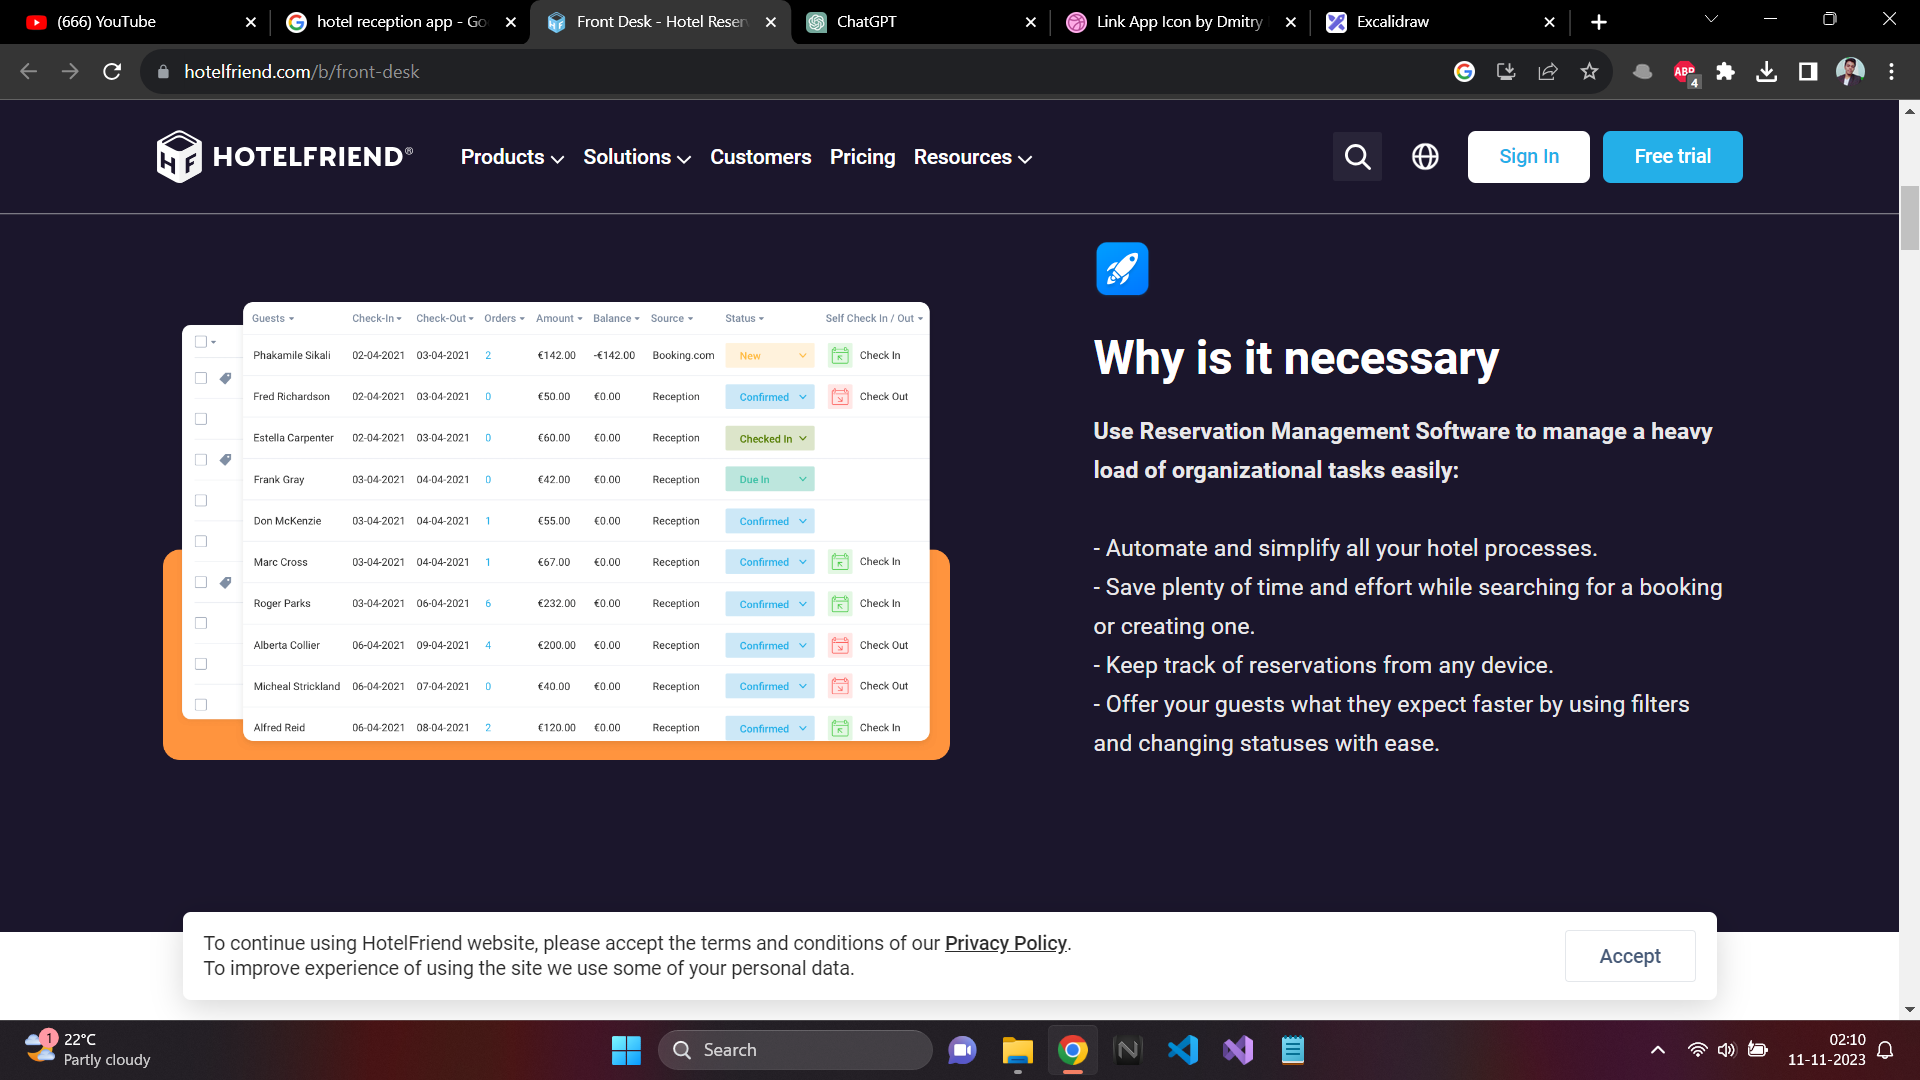 (666) YouTube
hotel reception app - Go
Front Desk - Hotel Reser
ChatGPT
Link App Icon by Dmitry
Excalidraw
hotelfriend.com/b/front-desk
ABP
4
HOTELFRIEND®
Products
Solutions
Customers
Pricing
Resources
Sign In
Free trial
Guests Check-In Check-Out Orders Amount Balance Source Status Self Check In / Out
Phakamile Sikali 02-04-2021 03-04-2021 2 €142.00 -€142.00 Booking.com New Check In
Fred Richardson 02-04-2021 03-04-2021 0 €50.00 €0.00 Reception Confirmed Check Out
Estella Carpenter 02-04-2021 03-04-2021 0 €60.00 €0.00 Reception Checked In
Frank Gray 03-04-2021 04-04-2021 0 €42.00 €0.00 Reception Due In
Don McKenzie 03-04-2021 04-04-2021 1 €55.00 €0.00 Reception Confirmed
Marc Cross 03-04-2021 04-04-2021 1 €67.00 €0.00 Reception Confirmed Check In
Roger Parks 03-04-2021 06-04-2021 6 €232.00 €0.00 Reception Confirmed Check In
Alberta Collier 06-04-2021 09-04-2021 4 €200.00 €0.00 Reception Confirmed Check Out
Micheal Strickland 06-04-2021 07-04-2021 0 €40.00 €0.00 Reception Confirmed Check Out
Alfred Reid 06-04-2021 08-04-2021 2 €120.00 €0.00 Reception Confirmed Check In
Why is it necessary
Use Reservation Management Software to manage a heavy
load of organizational tasks easily:
- Automate and simplify all your hotel processes.
- Save plenty of time and effort while searching for a booking
or creating one.
- Keep track of reservations from any device.
- Offer your guests what they expect faster by using filters
and changing statuses with ease.
To continue using HotelFriend website, please accept the terms and conditions of our Privacy Policy.
To improve experience of using the site we use some of your personal data.
Accept
1
22°C
Partly cloudy
Search
02:10
11-11-2023